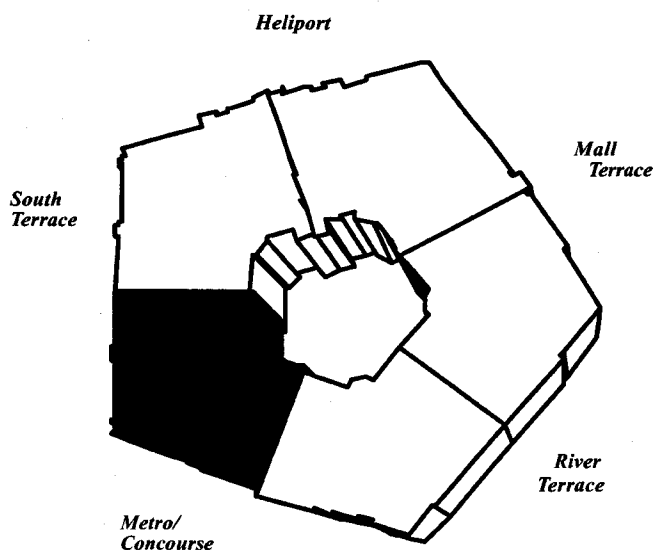 Heliport
Mall
Terrace
South
Terrace
River
Terrace
Metro/
Concourse